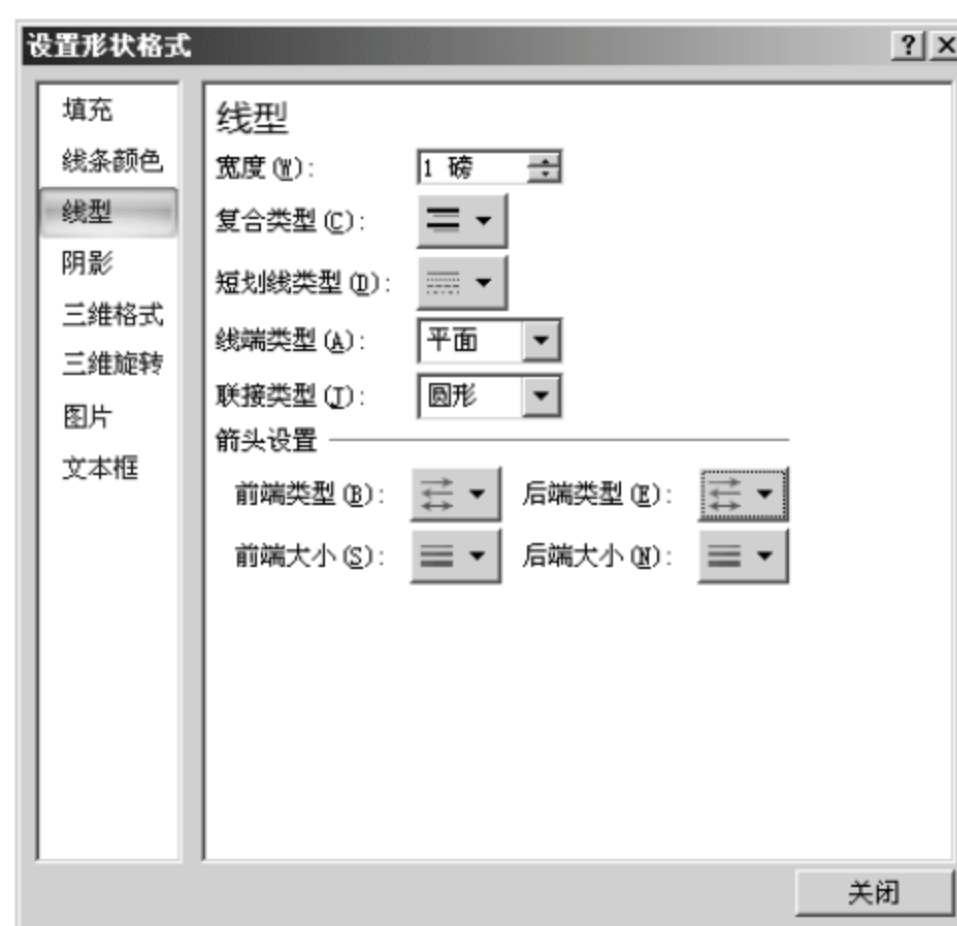 设置形状格式
填充
线条颜色
线型
阴影
三维格式
三维旋转
图片
文本框
线型
宽度(W): 1 磅
复合类型(C):
短划线类型(D):
线端类型(A): 平面
联接类型(J): 圆形
箭头设置
前端类型(B): 后端类型(E):
前端大小(S): 后端大小(N):
关闭